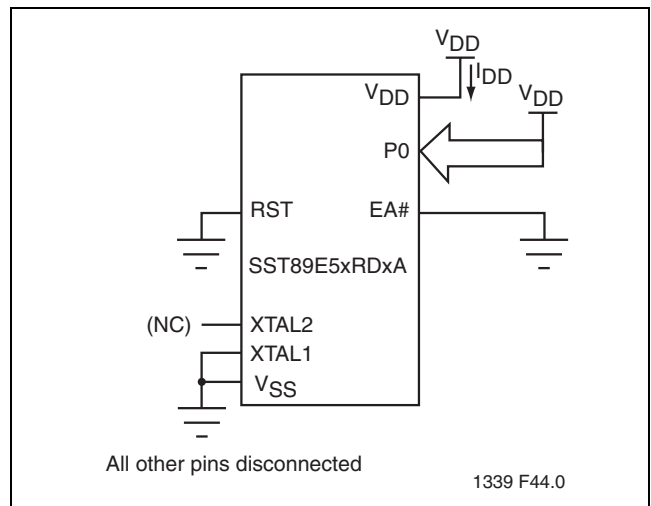 VDD
IDD
VDD
VDD
P0
RST
EA#
SST89E5xRDxA
(NC)
XTAL2
XTAL1
VSS
All other pins disconnected
1339 F44.0